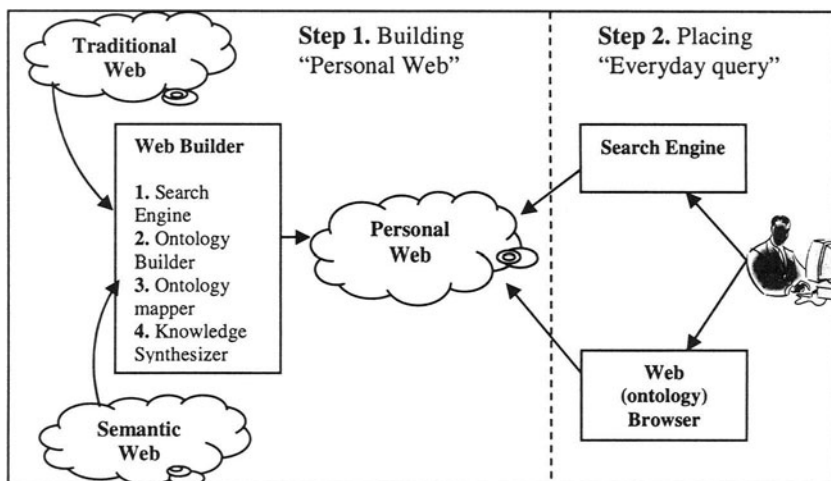 Traditional
Web
Step 1. Building
“Personal Web”
Step 2. Placing
“Everyday query”
Web Builder
1. Search
Engine
2. Ontology
Builder
3. Ontology
mapper
4. Knowledge
Synthesizer
Personal
Web
Search Engine
Web
(ontology)
Browser
Semantic
Web